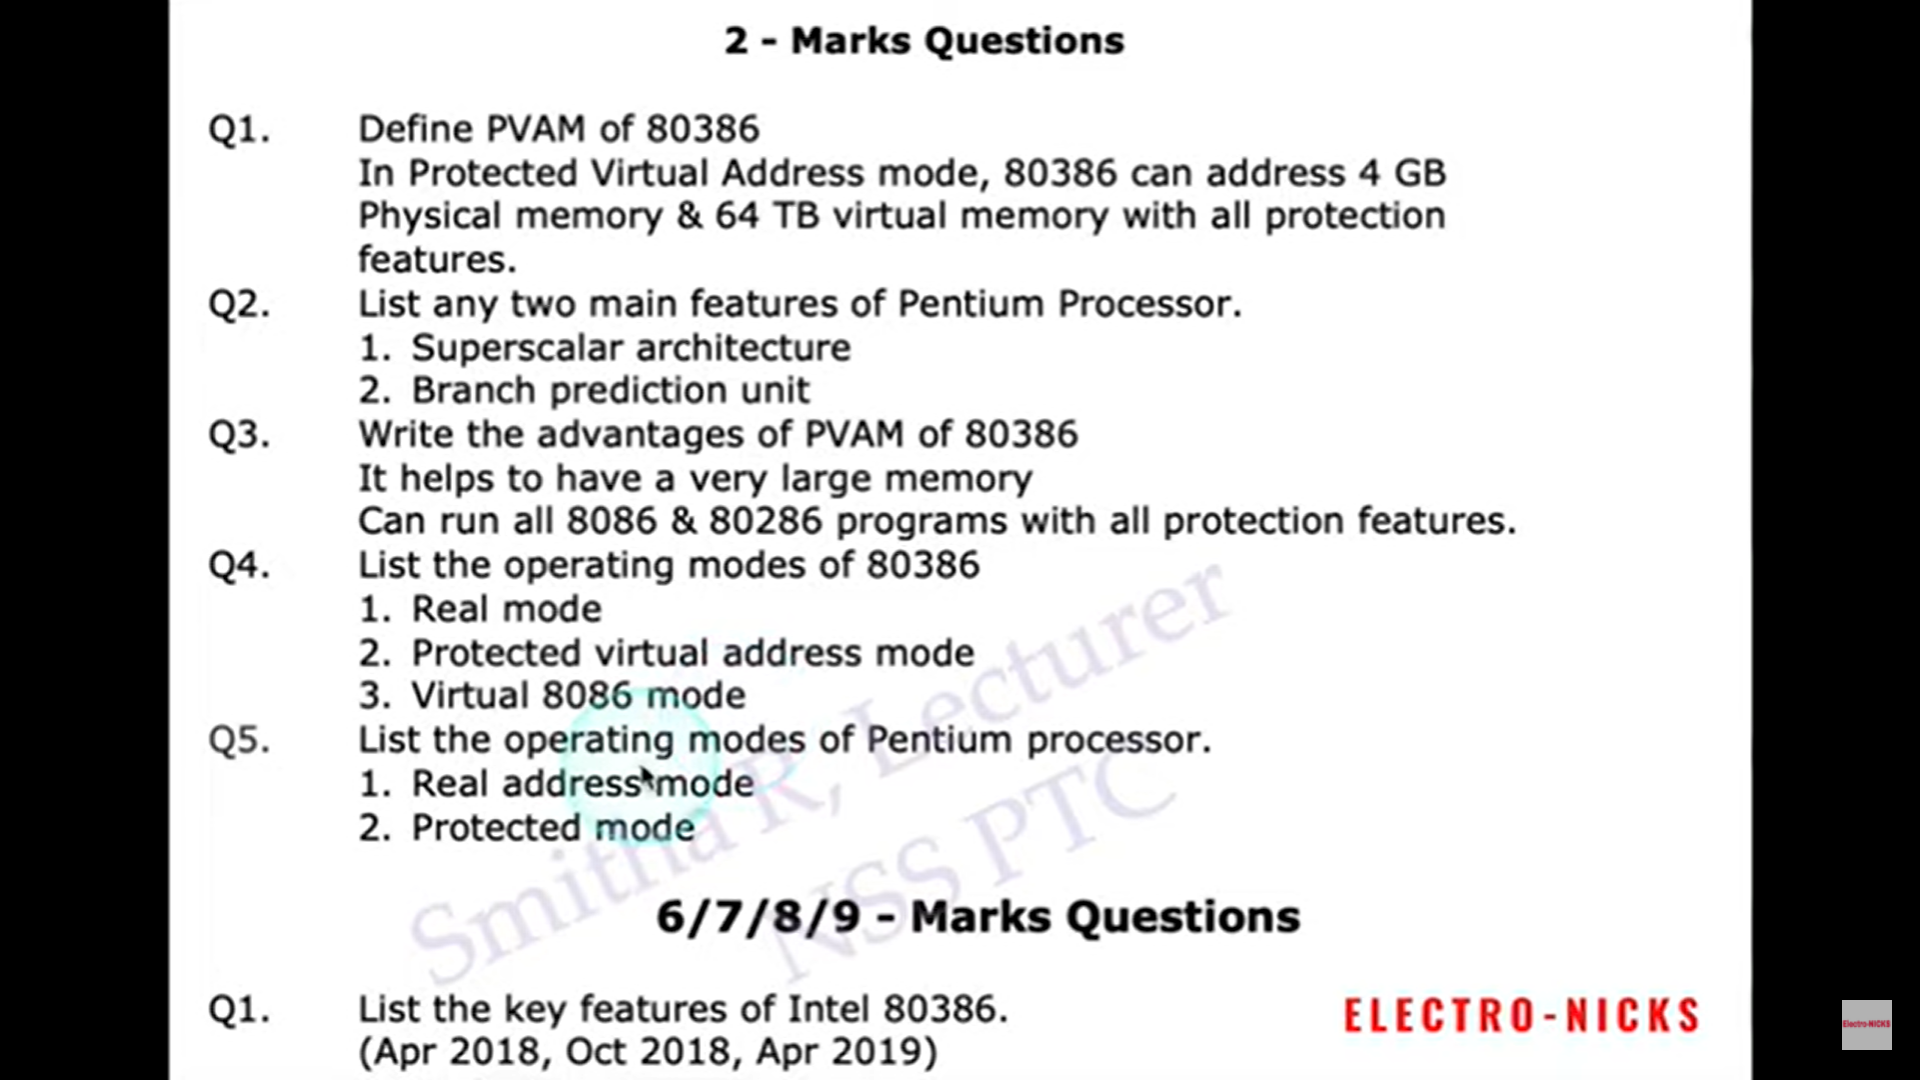 2 - Marks Questions
Q1. Define PVAM of 80386
In Protected Virtual Address mode, 80386 can address 4 GB
Physical memory & 64 TB virtual memory with all protection
features.
Q2. List any two main features of Pentium Processor.
1. Superscalar architecture
2. Branch prediction unit
Q3. Write the advantages of PVAM of 80386
It helps to have a very large memory
Can run all 8086 & 80286 programs with all protection features.
Q4. List the operating modes of 80386
1. Real mode
2. Protected virtual address mode
3. Virtual 8086 mode
Q5. List the operating modes of Pentium processor.
1. Real address mode
2. Protected mode
Smitha R, Lecturer
NSS PTC
6/7/8/9 - Marks Questions
Q1. List the key features of Intel 80386.
(Apr 2018, Oct 2018, Apr 2019)
ELECTRO-NICKS
Electro-NICKS